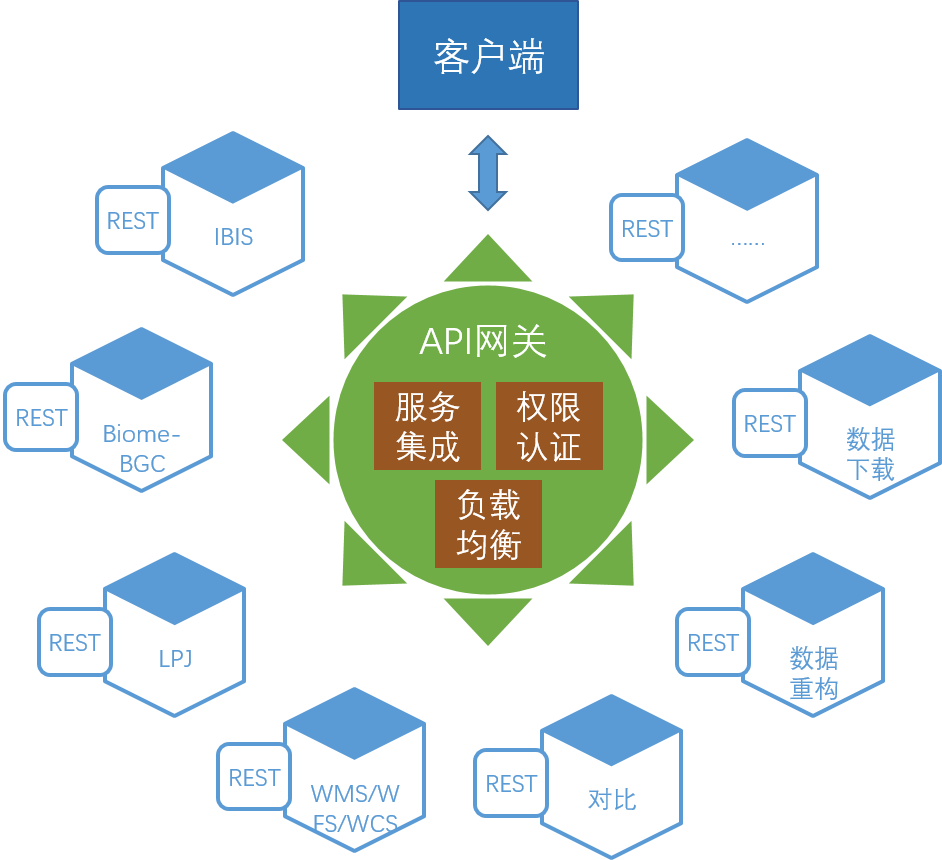 客户端
REST
IBIS
REST
……
API网关
服务
集成
权限
认证
负载
均衡
REST
Biome-
BGC
REST
数据
下载
REST
LPJ
REST
数据
重构
REST
WMS/W
FS/WCS
REST
对比